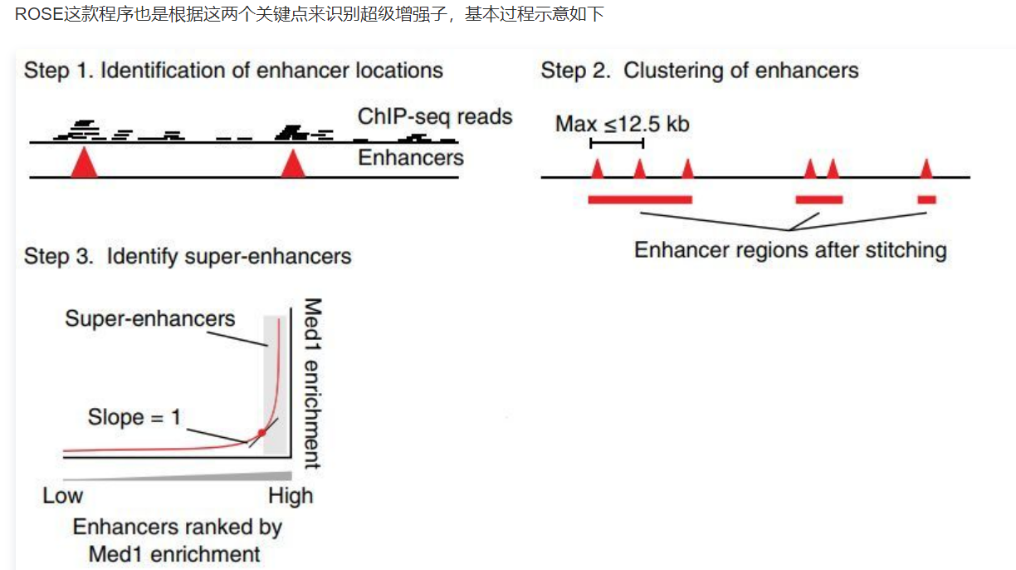 ROSE这款程序也是根据这两个关键点来识别超级增强子，基本过程示意如下
Step 1. Identification of enhancer locations
ChIP-seq reads
Enhancers
Step 2. Clustering of enhancers
Max ≤12.5 kb
Enhancer regions after stitching
Step 3. Identify super-enhancers
Super-enhancers
Slope = 1
Med1 enrichment
Low
High
Enhancers ranked by
Med1 enrichment